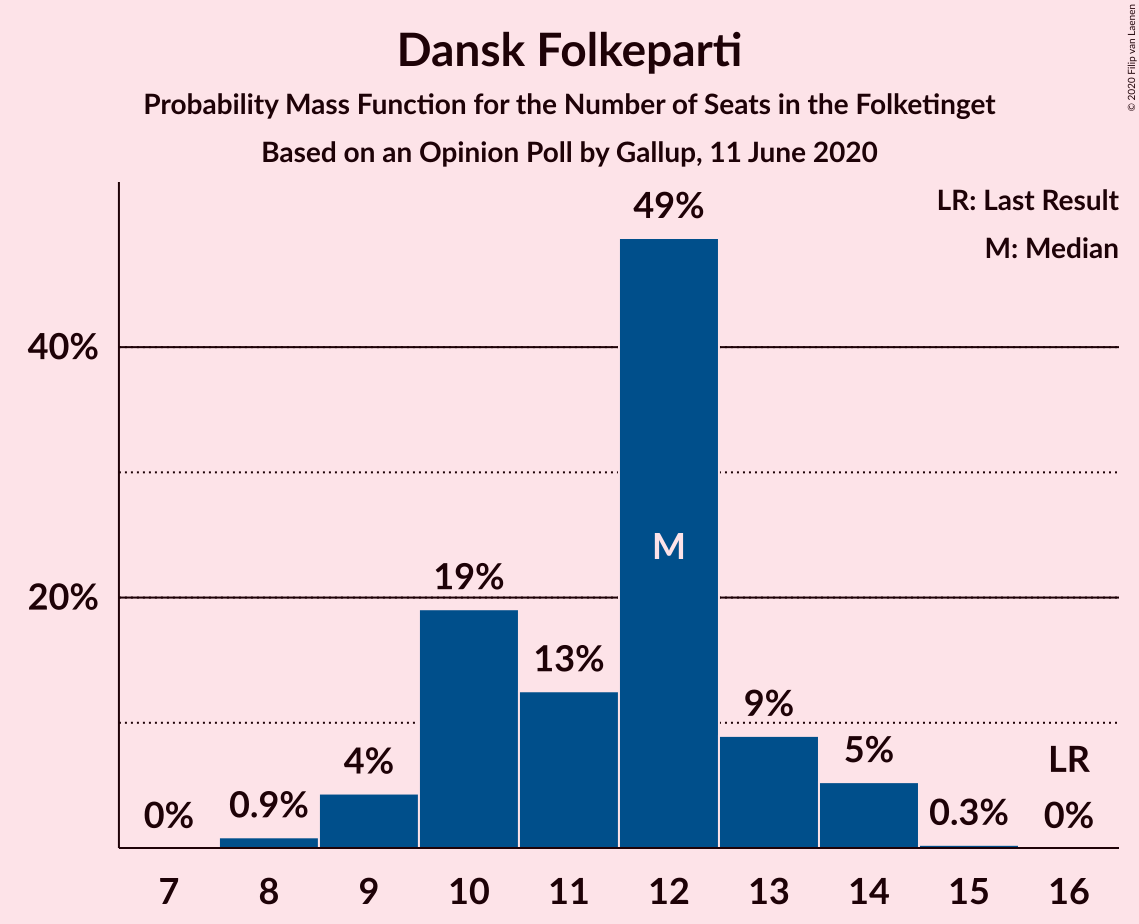 Dansk Folkeparti
Probability Mass Function for the Number of Seats in the Folketinget
Based on an Opinion Poll by Gallup, 11 June 2020
© 2020 Filip van Laenen
LR: Last Result
M: Median
49%
40%
M
20%
19%
13%
9%
5%
4%
LR
0%
0.9%
0.3%
0%
7 8 9 10 11 12 13 14 15 16